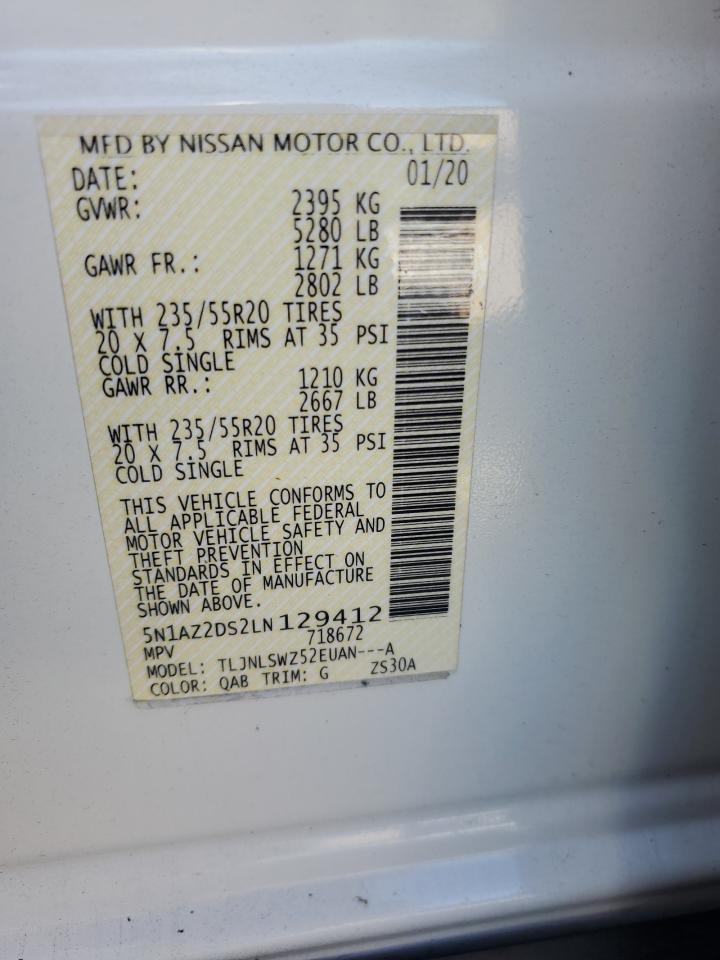 MFD BY NISSAN MOTOR CO., LTD.
DATE: 01/20
GVWR: 2395 KG
5280 LB
GAWR FR.: 1271 KG
2802 LB
WITH 235/55R20 TIRES
20 X 7.5 RIMS AT 35 PSI
COLD SINGLE
GAWR RR.: 1210 KG
2667 LB
WITH 235/55R20 TIRES
20 X 7.5 RIMS AT 35 PSI
COLD SINGLE
THIS VEHICLE CONFORMS TO
ALL APPLICABLE FEDERAL
MOTOR VEHICLE SAFETY AND
THEFT PREVENTION
STANDARDS IN EFFECT ON
THE DATE OF MANUFACTURE
SHOWN ABOVE.
5N1AZ2DS2LN129412
MPV 718672
MODEL: TLJNLSWZ52EUAN---A
COLOR: QAB TRIM: G ZS30A